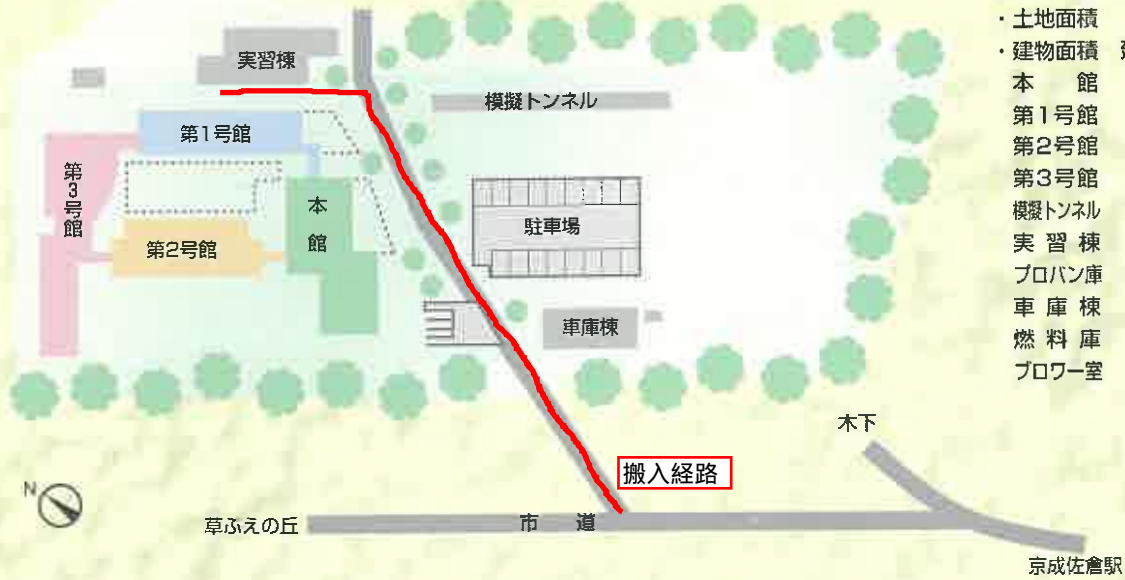 ・土地面積
・建物面積
本 館
第1号館
第2号館
第3号館
模擬トンネル
実 習 棟
プロパン庫
車 庫 棟
燃 料 庫
ブロワー室
実習棟
模擬トンネル
第1号館
第3号館
本館
駐車場
第2号館
車庫棟
木下
搬入経路
N
草ふえの丘
市 道
京成佐倉駅